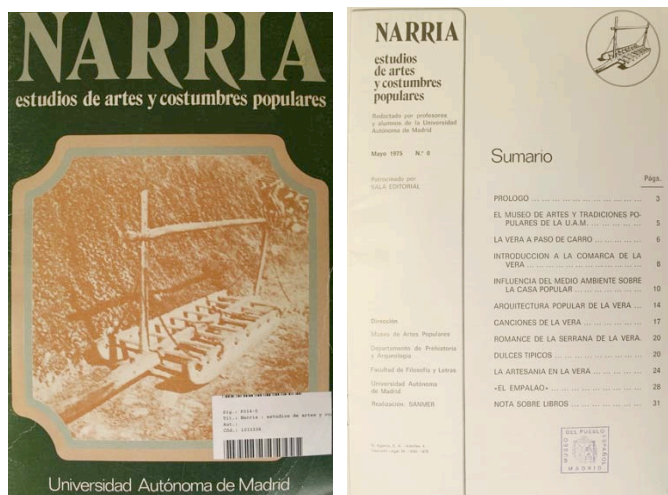 NARRIA
estudios de artes y costumbres populares
Universidad Autónoma de Madrid
NARRIA
estudios
de artes
y costumbres
populares
Redactado por profesores
y alumnos de la Universidad
Autónoma de Madrid
Mayo 1975 N.º 0
Patrocinado por:
SALA EDITORIAL
Dirección
Museo de Artes Populares
Departamento de Prehistoria
y Arqueología
Facultad de Filosofía y Letras
Universidad Autónoma
de Madrid
Realización: SANMER
Sumario
Págs.
PROLOGO ... 3
EL MUSEO DE ARTES Y TRADICIONES PO-
PULARES DE LA U.A.M. ... 5
LA VERA A PASO DE CARRO ... 6
INTRODUCCION A LA COMARCA DE LA
VERA ... 8
INFLUENCIA DEL MEDIO AMBIENTE SOBRE
LA CASA POPULAR ... 10
ARQUITECTURA POPULAR DE LA VERA ... 14
CANCIONES DE LA VERA ... 17
ROMANCE DE LA SERRANA DE LA VERA. 20
DULCES TIPICOS ... 20
LA ARTESANIA EN LA VERA ... 24
«EL EMPALAO» ... 28
NOTA SOBRE LIBROS ... 31
MUSEO DEL PUEBLO ESPAÑOL
MADRID